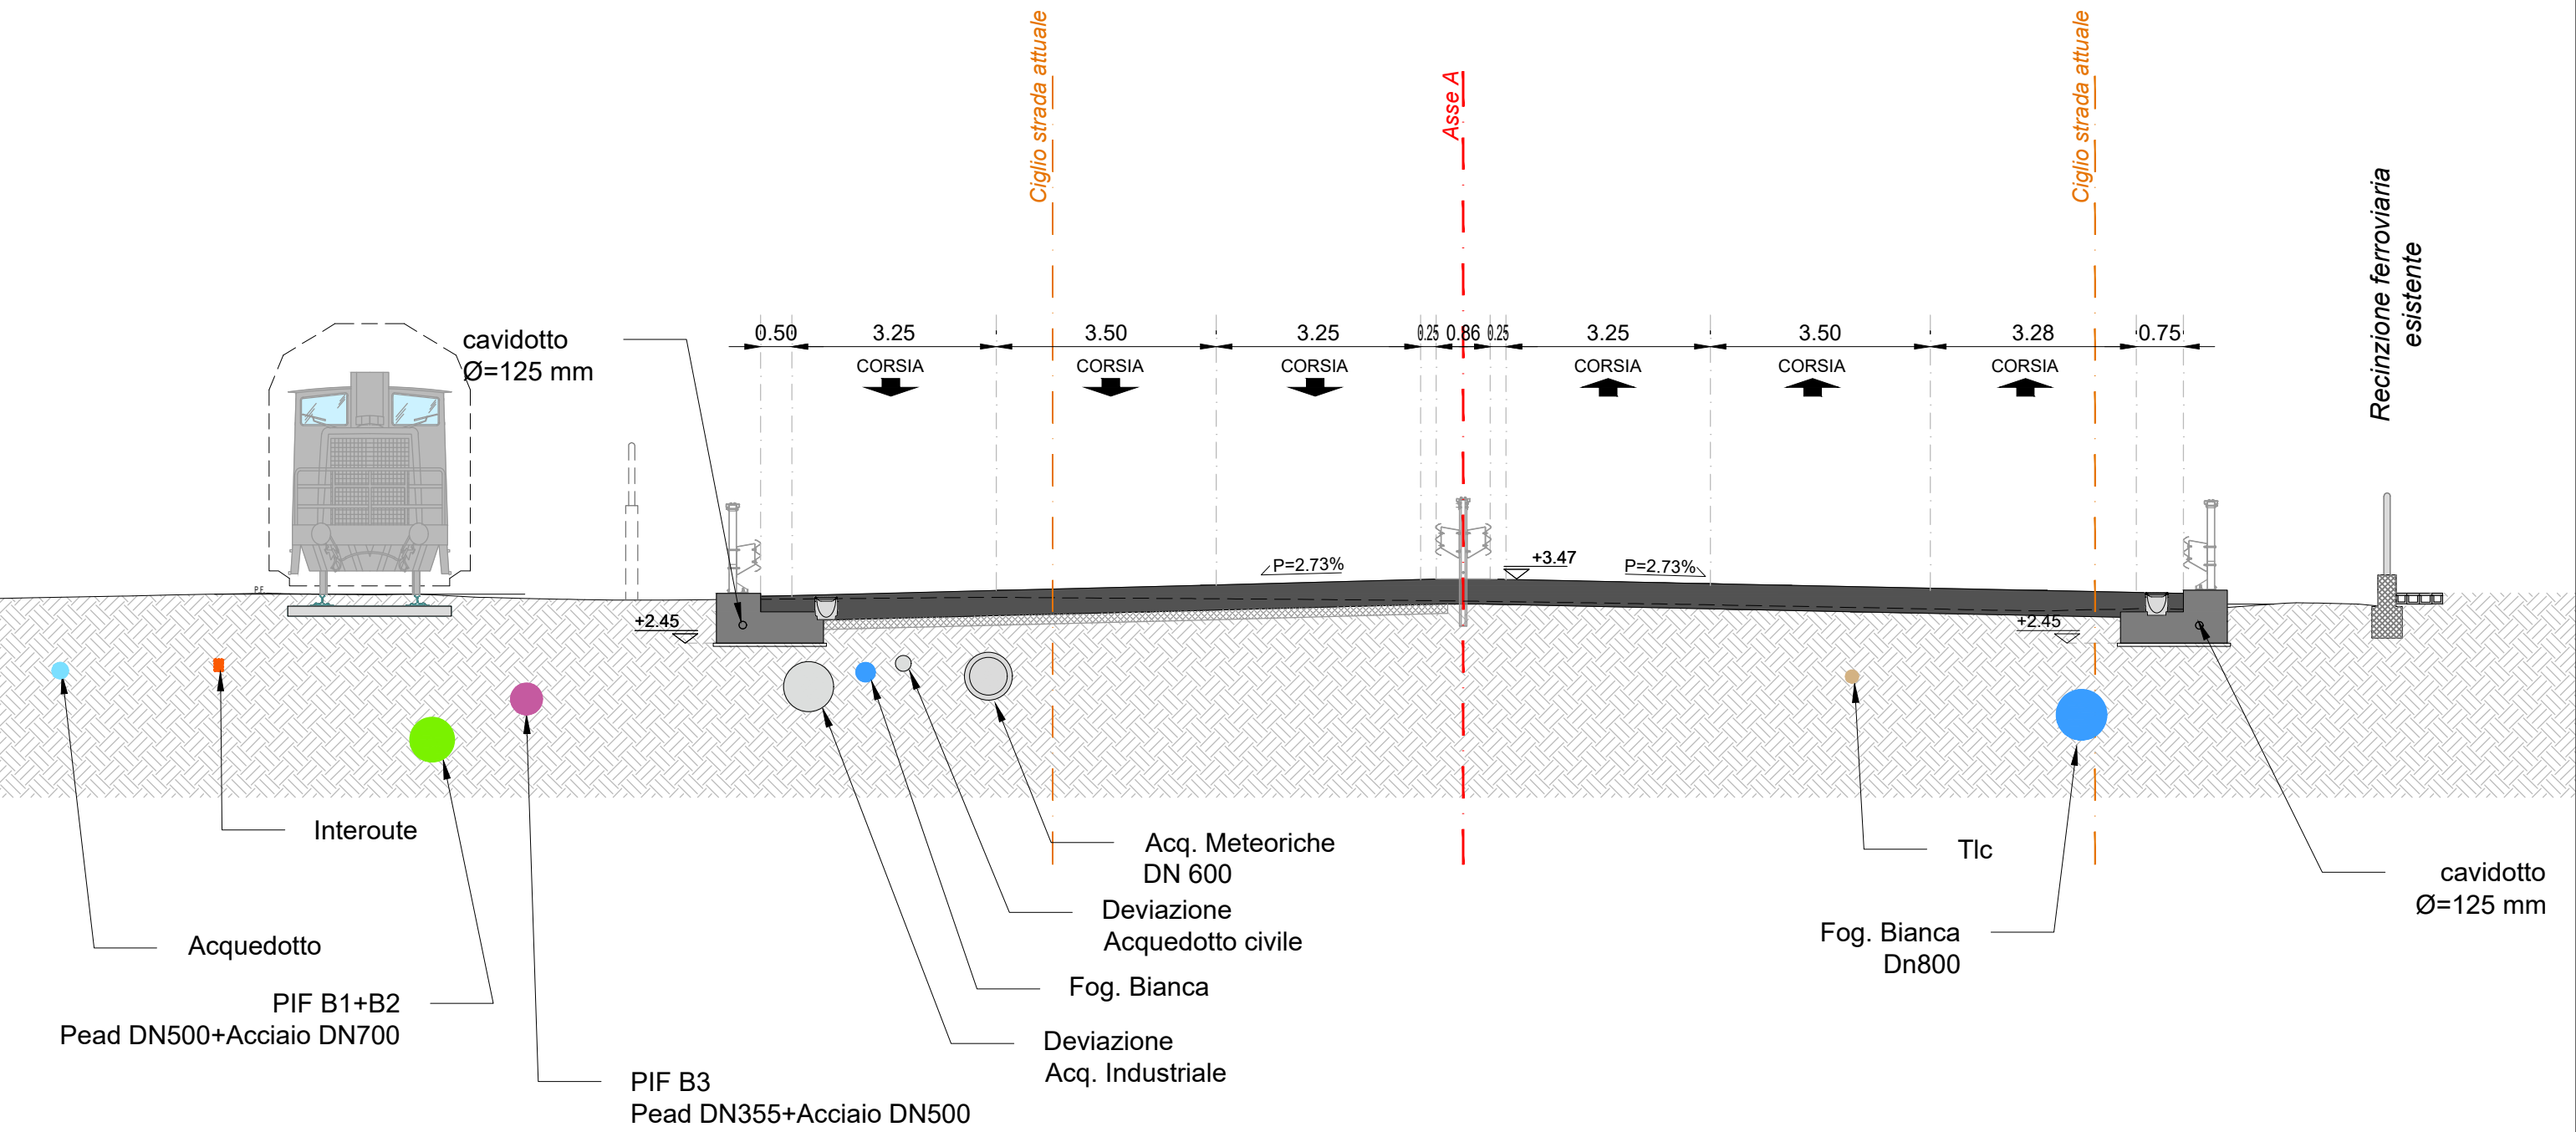 Ciglio strada attuale
Asse A
Ciglio strada attuale
Recinzione ferroviaria
esistente
cavidotto
Ø=125 mm
0.50
3.25
3.50
3.25
0.25
0.86
0.25
3.25
3.50
3.28
0.75
CORSIA
CORSIA
CORSIA
CORSIA
CORSIA
CORSIA
P.F.
P=2.73%
+3.47
P=2.73%
+2.45
+2.45
Interoute
Acquedotto
PIF B1+B2
Pead DN500+Acciaio DN700
PIF B3
Pead DN355+Acciaio DN500
Acq. Meteoriche
DN 600
Deviazione
Acquedotto civile
Fog. Bianca
Deviazione
Acq. Industriale
Tlc
Fog. Bianca
Dn800
cavidotto
Ø=125 mm